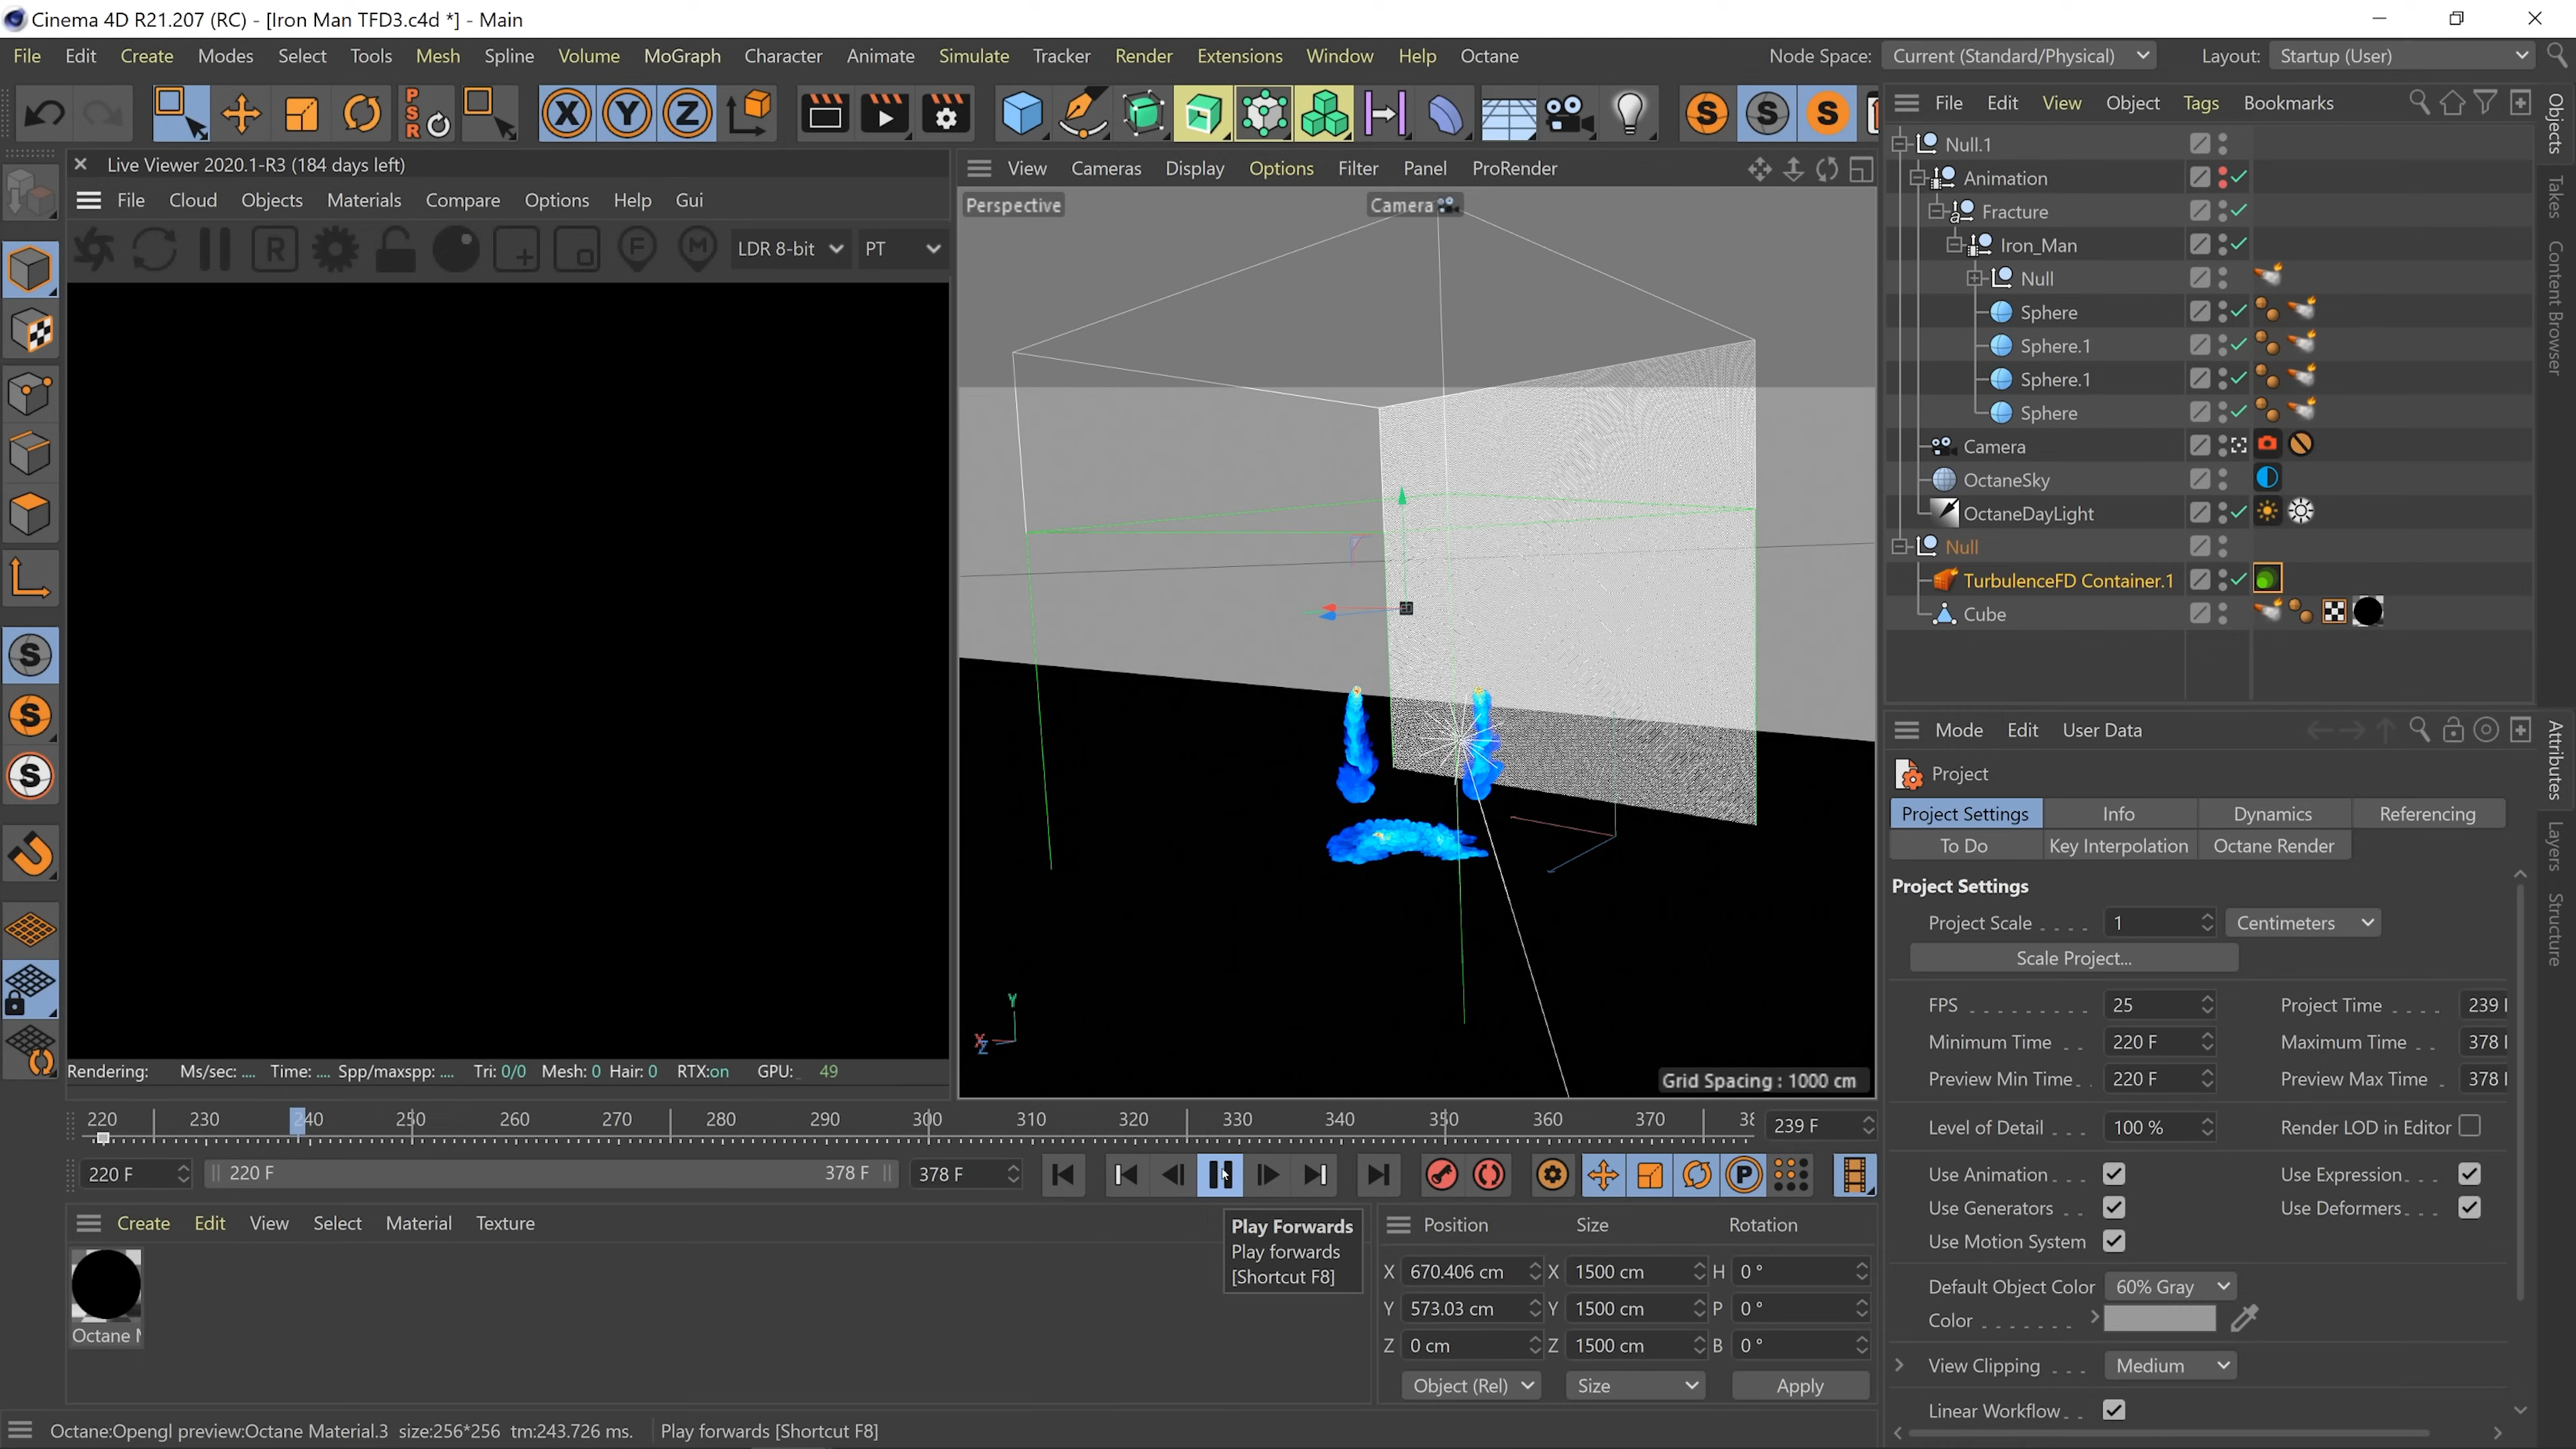 Cinema 4D R21.207 (RC) - [Iron Man TFD3.c4d *] - Main
File Edit Create Modes Select Tools Mesh Spline Volume MoGraph Character Animate Simulate Tracker Render Extensions Window Help Octane Node Space: Current (Standard/Physical) Layout: Startup (User)
PSR X Y Z
File Edit View Object Tags Bookmarks
Live Viewer 2020.1-R3 (184 days left)
File Cloud Objects Materials Compare Options Help Gui
R F M LDR 8-bit PT
View Cameras Display Options Filter Panel ProRender
Perspective Camera
Y
X
Z
Grid Spacing : 1000 cm
Rendering: Ms/sec: .... Time: .... Spp/maxspp: .... Tri: 0/0 Mesh: 0 Hair: 0 RTX:on GPU: 49
Null.1
Animation
Fracture
Iron_Man
Null
Sphere
Sphere.1
Sphere.1
Sphere
Camera
OctaneSky
OctaneDayLight
Null
TurbulenceFD Container.1
Cube
Objects
Takes
Content Browser
Mode Edit User Data
Project
Project Settings Info Dynamics Referencing
To Do Key Interpolation Octane Render
Project Settings
Project Scale . . . . 1 Centimeters
Scale Project...
FPS . . . . . . . . . 25 Project Time . . . . 239
Minimum Time . . 220 F Maximum Time . . 378
Preview Min Time . 220 F Preview Max Time . 378
Level of Detail . . . 100 % Render LOD in Editor
Use Animation . . . Use Expression . . .
Use Generators . . Use Deformers . . .
Use Motion System
Default Object Color 60% Gray
Color . . . . . . .
View Clipping . . . Medium
Linear Workflow . .
Attributes
Layers
Structure
220 230 240 250 260 270 280 290 300 310 320 330 340 350 360 370 38 239 F
220 F 220 F 378 F 378 F
P
Create Edit View Select Material Texture
Octane M
Play Forwards
Play forwards
[Shortcut F8]
Position Size Rotation
X 670.406 cm X 1500 cm H 0 °
Y 573.03 cm Y 1500 cm P 0 °
Z 0 cm Z 1500 cm B 0 °
Object (Rel) Size Apply
Octane:Opengl preview:Octane Material.3 size:256*256 tm:243.726 ms. Play forwards [Shortcut F8]